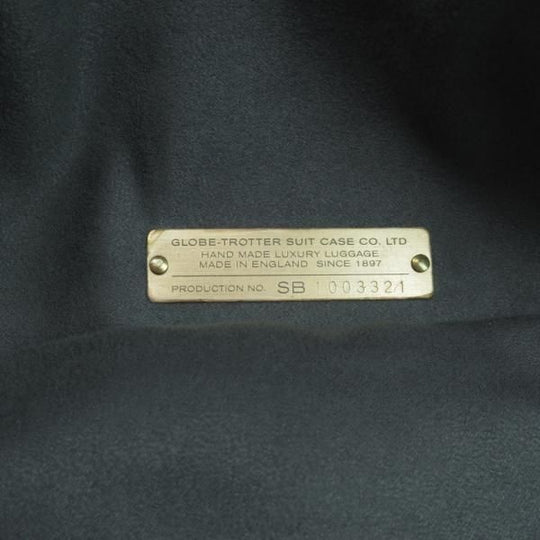 GLOBE-TROTTER SUIT CASE CO. LTD
HAND MADE LUXURY LUGGAGE
MADE IN ENGLAND SINCE 1897
PRODUCTION NO. SB 1003321